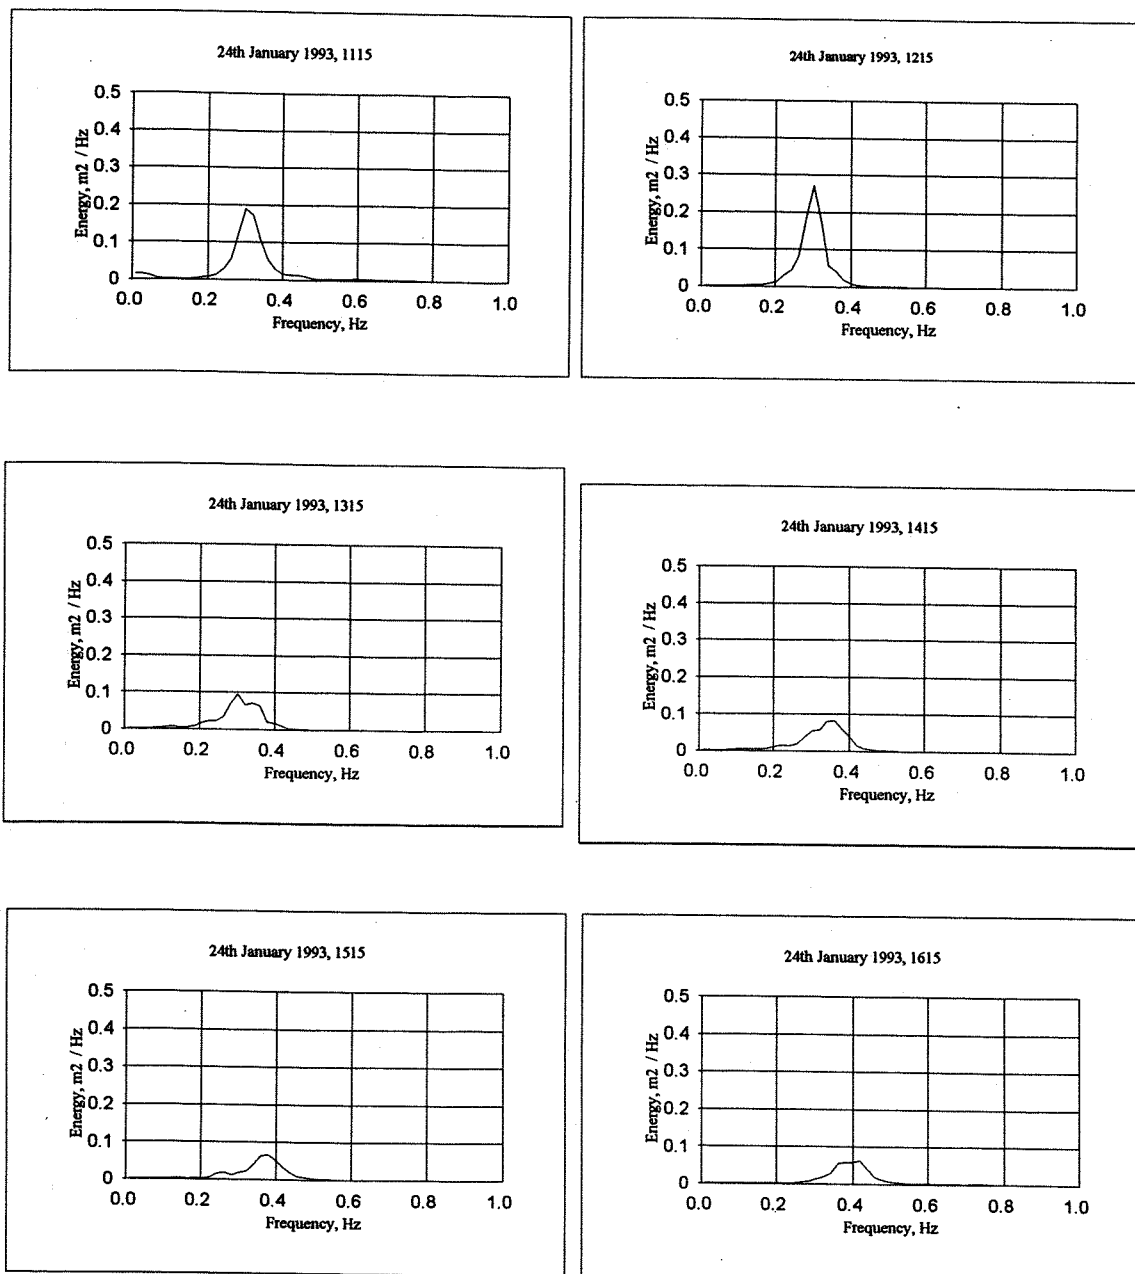 24th January 1993, 1115
0.5
0.4
0.3
0.2
0.1
0
Energy, m2 / Hz
0.0 0.2 0.4 0.6 0.8 1.0
Frequency, Hz
24th January 1993, 1215
0.5
0.4
0.3
0.2
0.1
0
Energy, m2 / Hz
0.0 0.2 0.4 0.6 0.8 1.0
Frequency, Hz
24th January 1993, 1315
0.5
0.4
0.3
0.2
0.1
0
Energy, m2 / Hz
0.0 0.2 0.4 0.6 0.8 1.0
Frequency, Hz
24th January 1993, 1415
0.5
0.4
0.3
0.2
0.1
0
Energy, m2 / Hz
0.0 0.2 0.4 0.6 0.8 1.0
Frequency, Hz
24th January 1993, 1515
0.5
0.4
0.3
0.2
0.1
0
Energy, m2 / Hz
0.0 0.2 0.4 0.6 0.8 1.0
Frequency, Hz
24th January 1993, 1615
0.5
0.4
0.3
0.2
0.1
0
Energy, m2 / Hz
0.0 0.2 0.4 0.6 0.8 1.0
Frequency, Hz